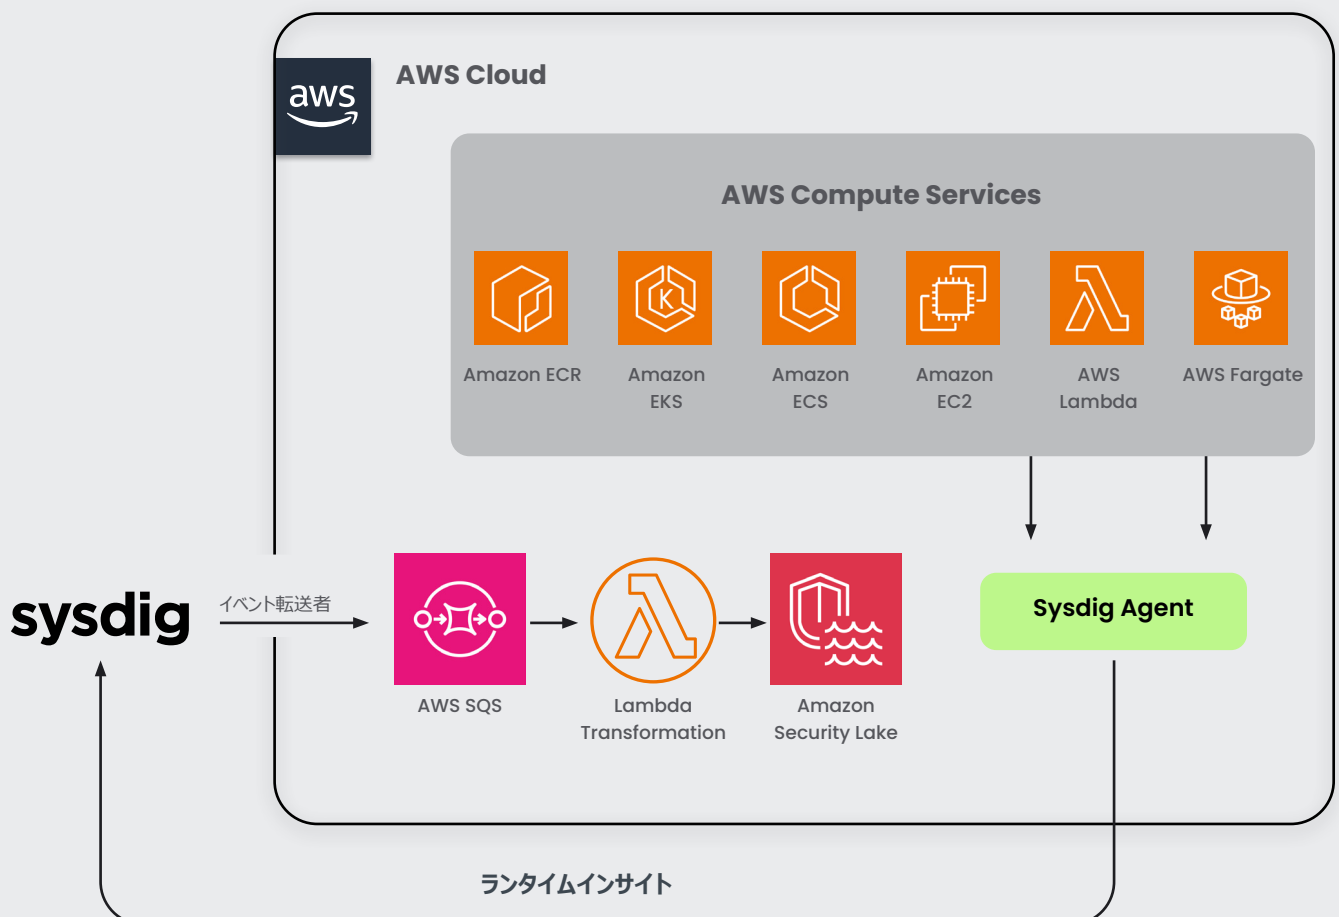 aws
AWS Cloud
AWS Compute Services
Amazon ECR
Amazon
EKS
K
Amazon
ECS
Amazon
EC2
AWS
Lambda
AWS Fargate
sysdig
イベント転送者
AWS SQS
Lambda
Transformation
Amazon
Security Lake
Sysdig Agent
ランタイムインサイト